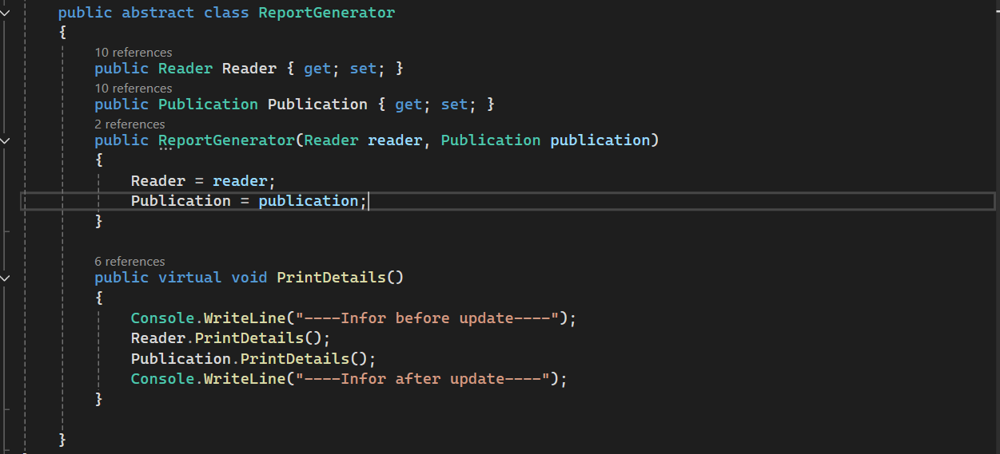 public abstract class ReportGenerator
{
10 references
public Reader Reader { get; set; }
10 references
public Publication Publication { get; set; }
2 references
public ReportGenerator(Reader reader, Publication publication)
{
Reader = reader;
Publication = publication;
}
6 references
public virtual void PrintDetails()
{
Console.WriteLine("----Infor before update----");
Reader.PrintDetails();
Publication.PrintDetails();
Console.WriteLine("----Infor after update----");
}
}